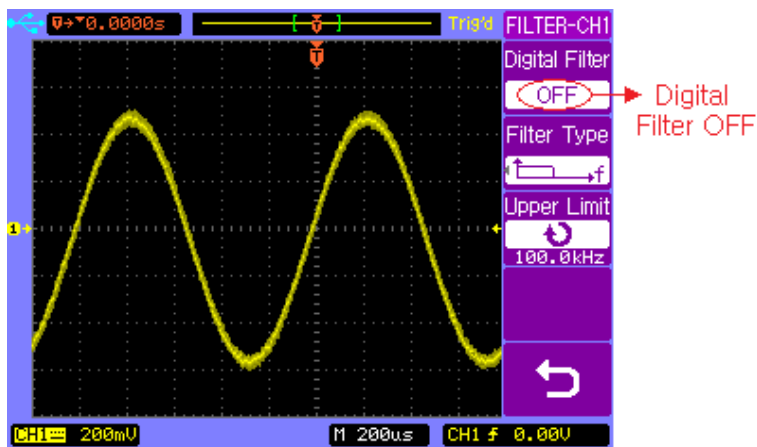 T→▼0.0000s
[ T ]
Trig'd
FILTER-CH1
T
Digital Filter
OFF
Digital
Filter OFF
Filter Type
f
Upper Limit
100.0kHz
1
CH1 200mV
M 200us
CH1 0.00V